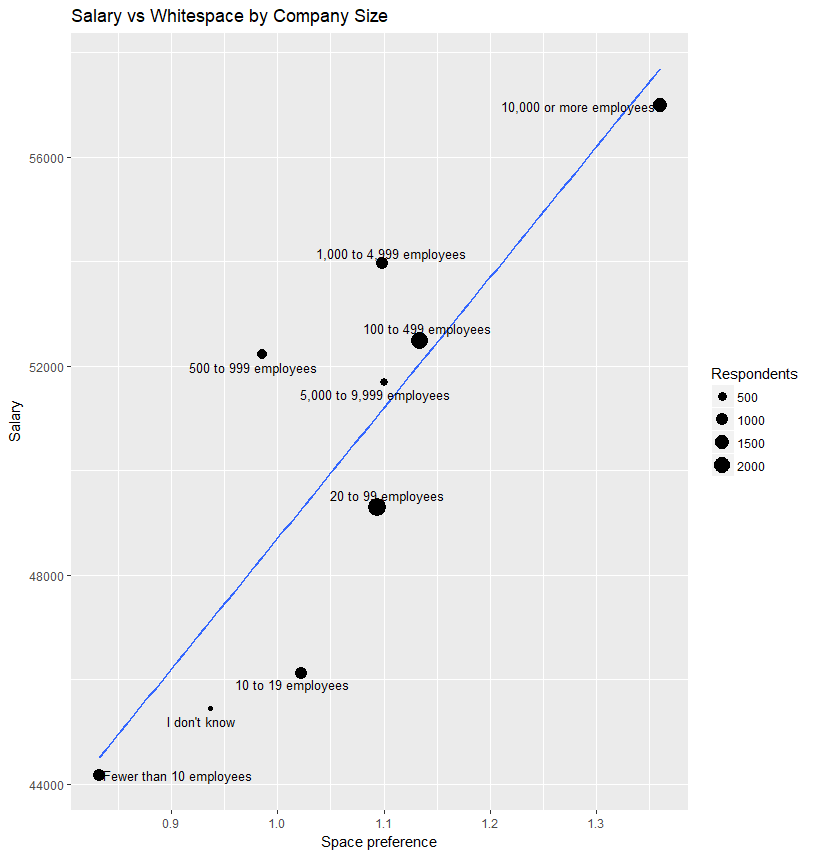 Salary vs Whitespace by Company Size
10,000 or more employees
56000
1,000 to 4,999 employees
100 to 499 employees
52000
500 to 999 employees
5,000 to 9,999 employees
20 to 99 employees
48000
10 to 19 employees
I don't know
Fewer than 10 employees
44000
Salary
0.9 1.0 1.1 1.2 1.3
Space preference
Respondents
500
1000
1500
2000